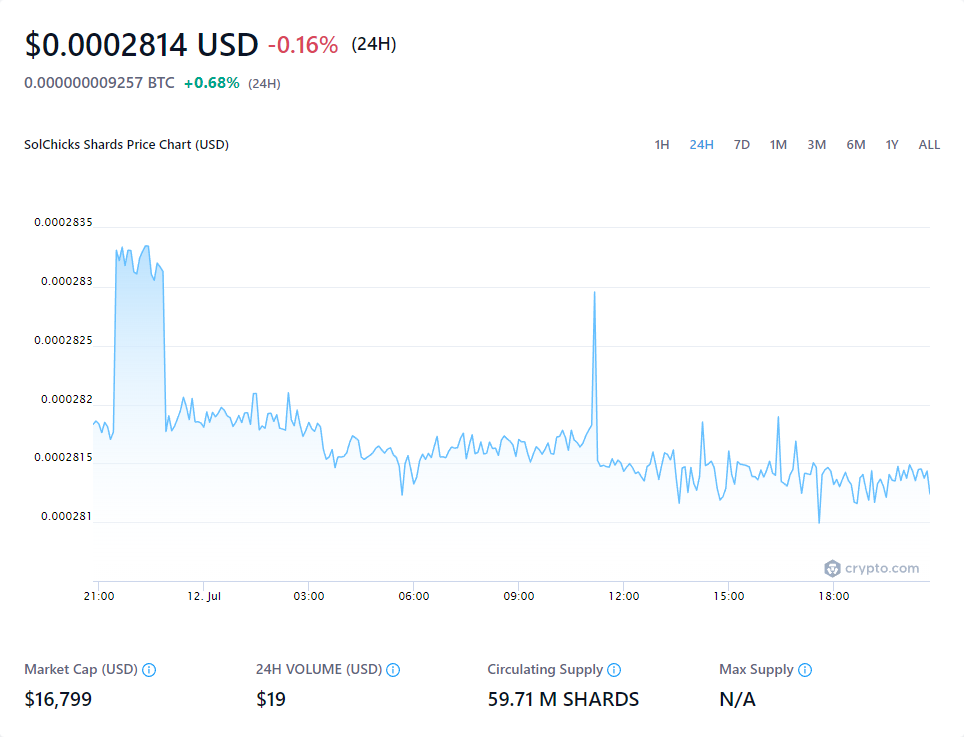 $0.0002814 USD -0.16% (24H)
0.000000009257 BTC +0.68% (24H)
SolChicks Shards Price Chart (USD) 1H 24H 7D 1M 3M 6M 1Y ALL
0.0002835
0.000283
0.0002825
0.000282
0.0002815
0.000281
crypto.com
21:00 12. Jul 03:00 06:00 09:00 12:00 15:00 18:00
Market Cap (USD) 24H VOLUME (USD) Circulating Supply Max Supply
$16,799 $19 59.71 M SHARDS N/A